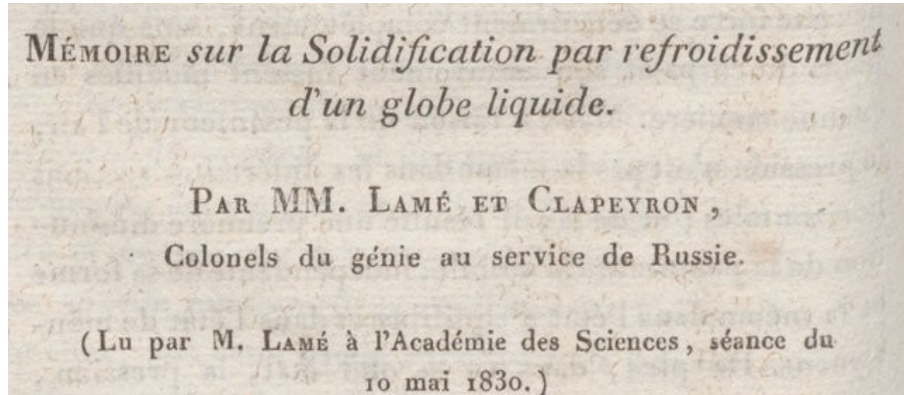 MÉMOIRE sur la Solidification par refroidissement
d'un globe liquide.
PAR MM. LAMÉ ET CLAPEYRON,
Colonels du génie au service de Russie.
(Lu par M. LAMÉ à l'Académie des Sciences, séance du
10 mai 1830.)